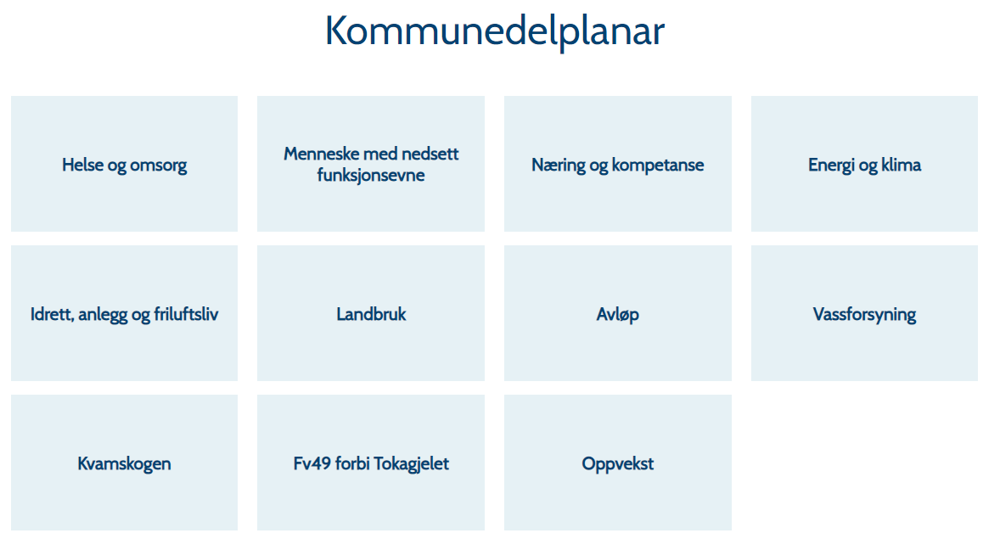 Kommunedelplanar
Helse og omsorg
Menneske med nedsett
funksjonsevne
Næring og kompetanse
Energi og klima
Idrett, anlegg og friluftsliv
Landbruk
Avløp
Vassforsyning
Kvamskogen
Fv49 forbi Tokagjelet
Oppvekst